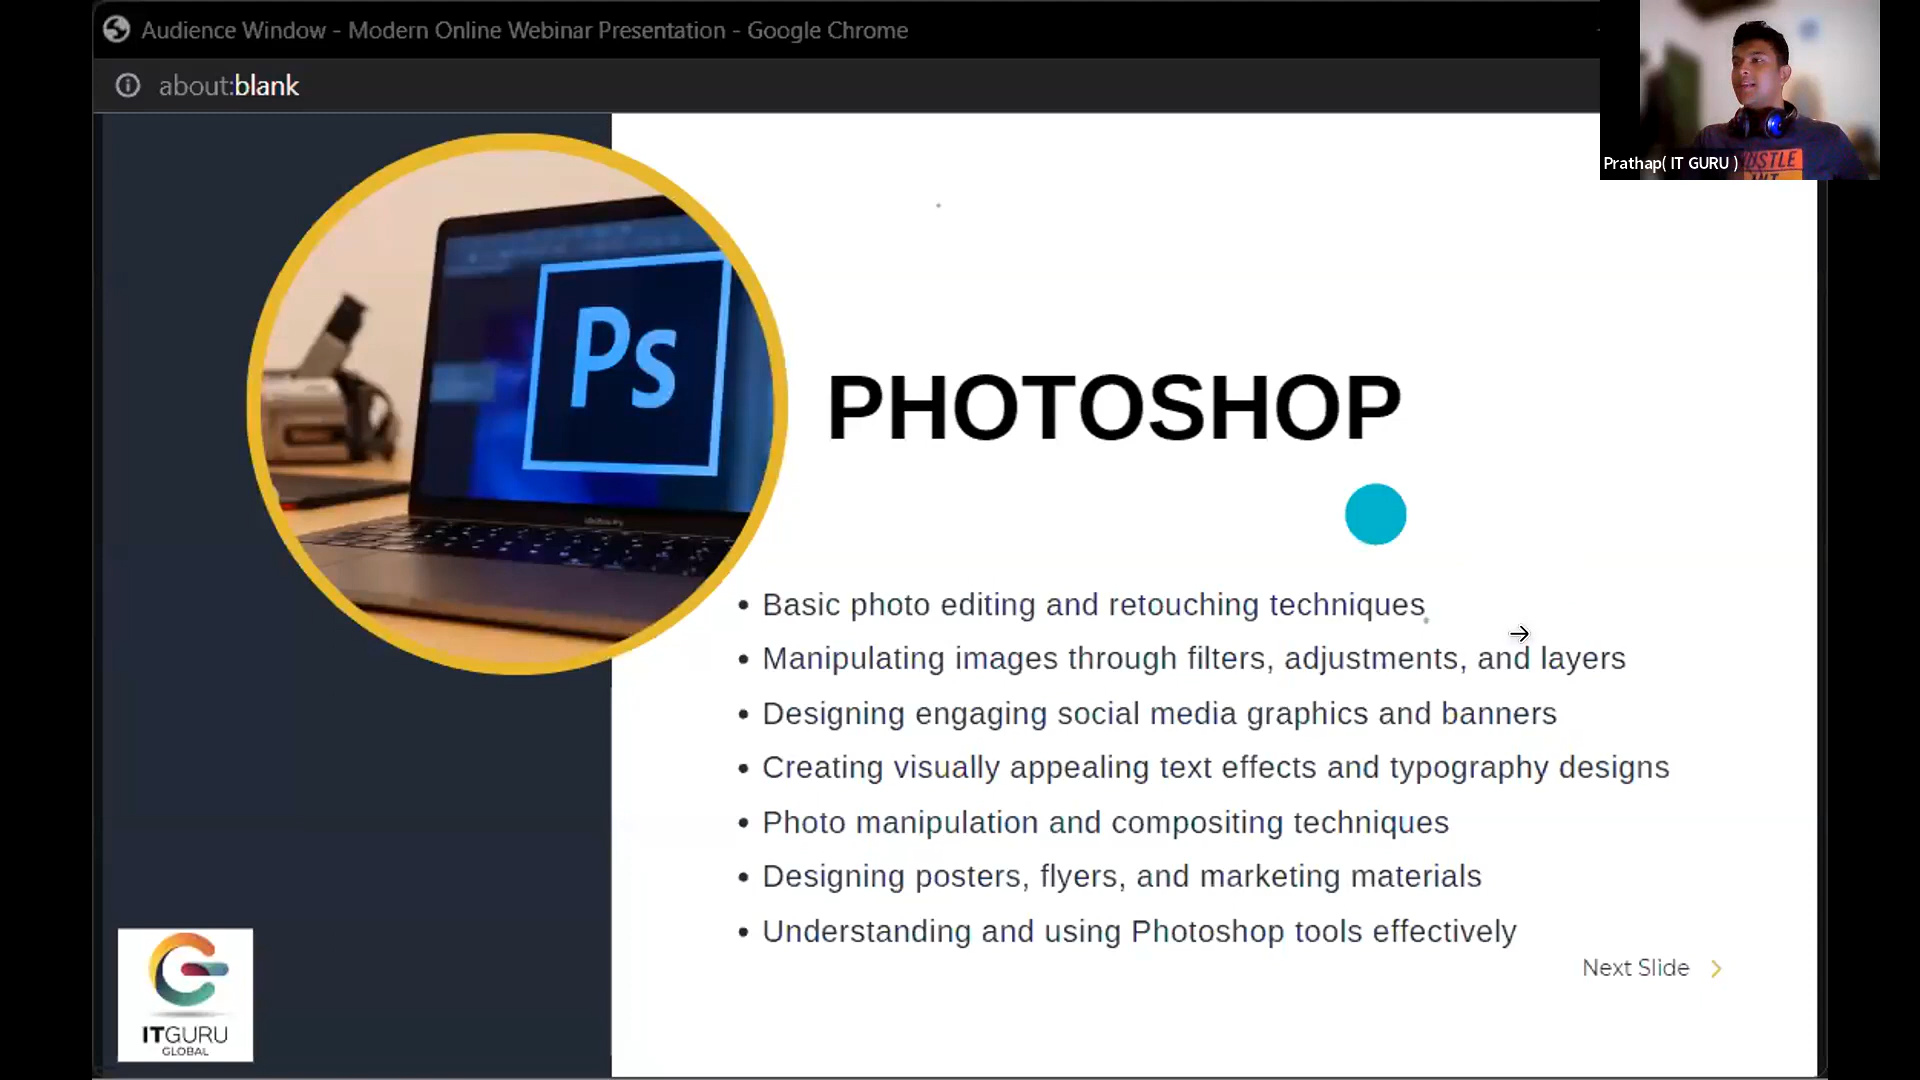 Audience Window - Modern Online Webinar Presentation - Google Chrome
about:blank
Prathap( IT GURU )
Ps
PHOTOSHOP
• Basic photo editing and retouching techniques
• Manipulating images through filters, adjustments, and layers
• Designing engaging social media graphics and banners
• Creating visually appealing text effects and typography designs
• Photo manipulation and compositing techniques
• Designing posters, flyers, and marketing materials
• Understanding and using Photoshop tools effectively
Next Slide
ITGURU
GLOBAL